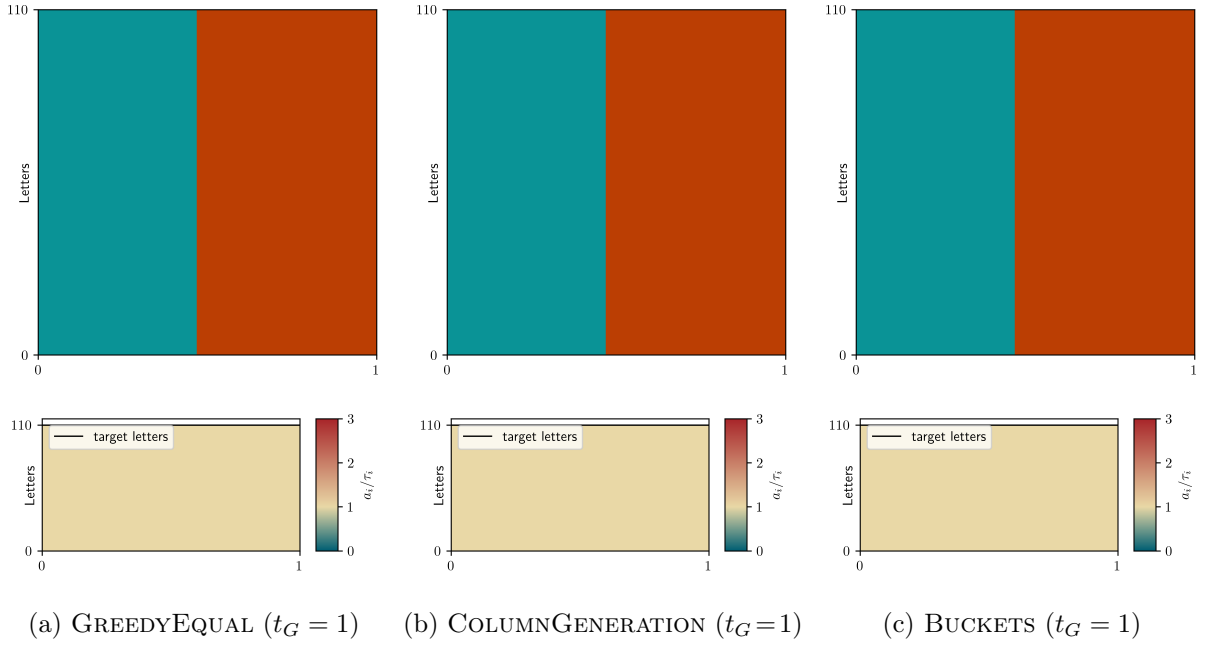 110
Letters
0
0
1
110
Letters
0
0
1
110
Letters
0
0
1
110
target letters
Letters
0
0
1
3
2
1
0
a_i/τ_i
110
target letters
Letters
0
0
1
3
2
1
0
a_i/τ_i
110
target letters
Letters
0
0
1
3
2
1
0
a_i/τ_i
(a) GREEDYEQUAL (t_G = 1)
(b) COLUMNGENERATION (t_G=1)
(c) BUCKETS (t_G = 1)